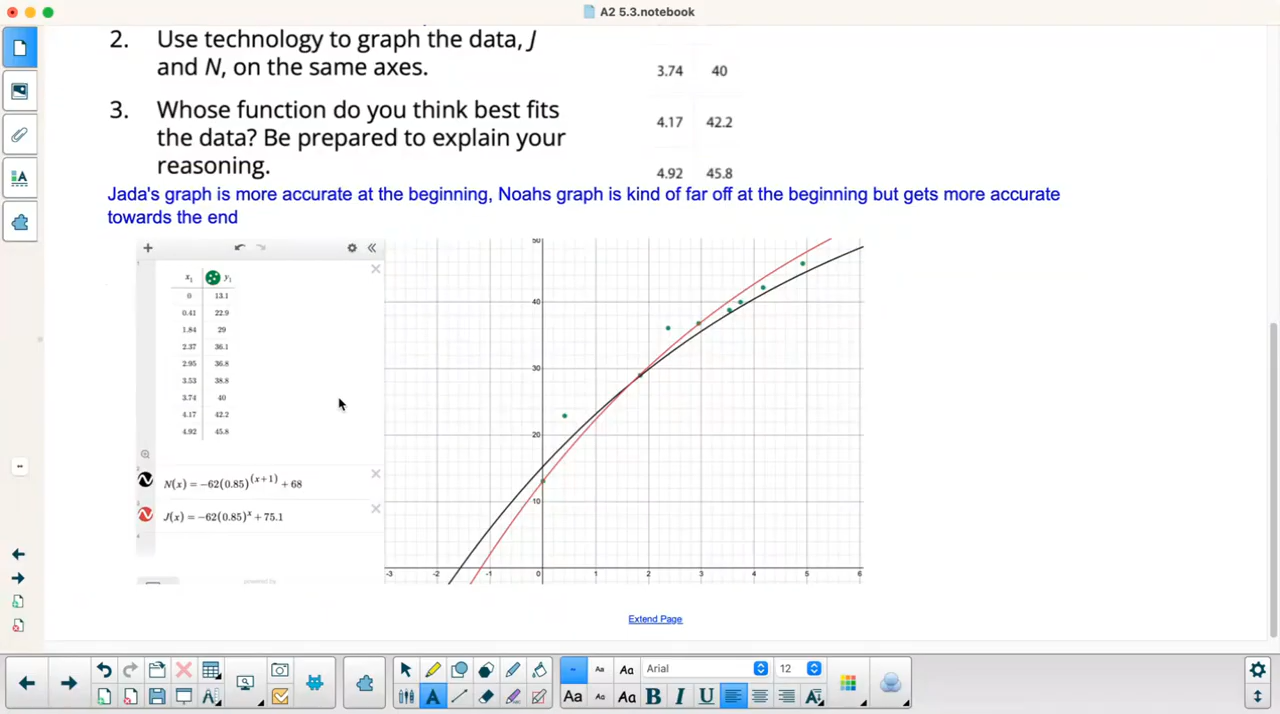 A2 5.3.notebook
2. Use technology to graph the data, J
and N, on the same axes.
3. Whose function do you think best fits
the data? Be prepared to explain your
reasoning.
3.74 40
4.17 42.2
4.92 45.8
Jada's graph is more accurate at the beginning, Noahs graph is kind of far off at the beginning but gets more accurate
towards the end
x₁ y₁
0 13.1
0.41 22.9
1.84 29
2.37 36.1
2.95 36.8
3.53 38.8
3.74 40
4.17 42.2
4.92 45.8
N(x) = −62(0.85)^(x+1) + 68
J(x) = −62(0.85)^x + 75.1
powered by
50
40
30
20
10
-3 -2 -1 0 1 2 3 4 5 6
Extend Page
Aa Arial 12
Aa Aa Aa B I U